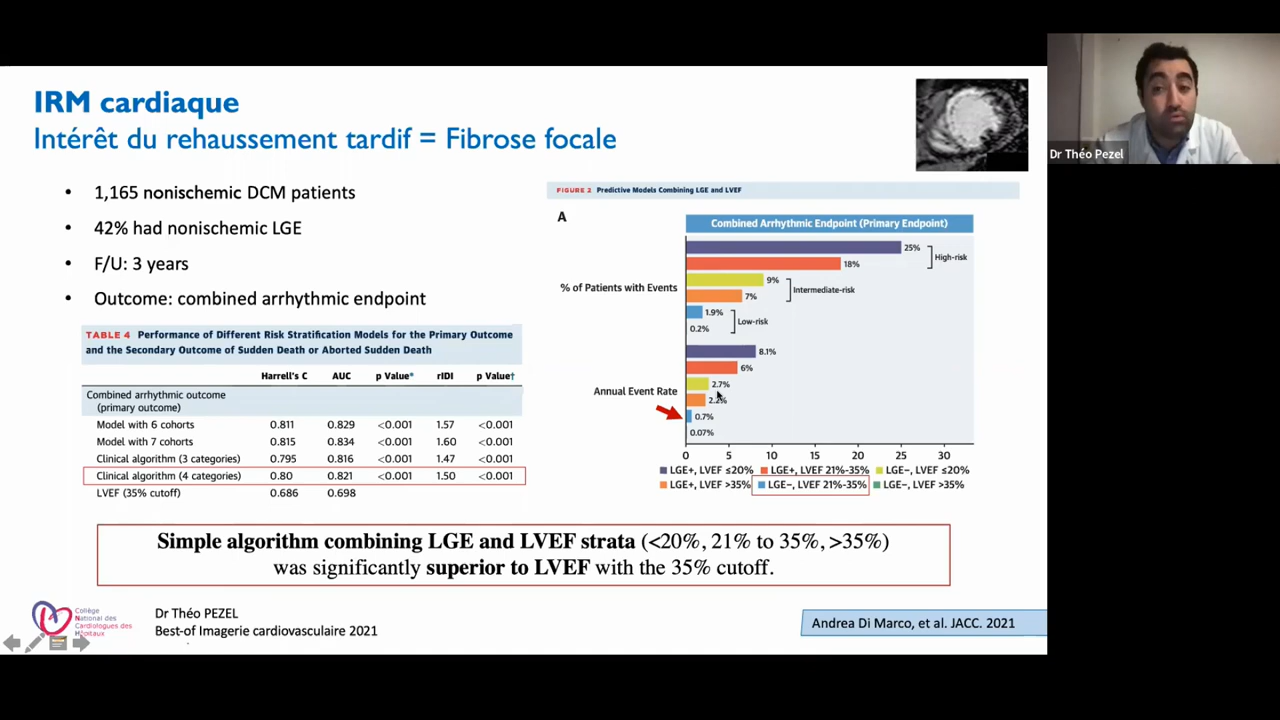 IRM cardiaque
Intérêt du rehaussement tardif = Fibrose focale
Dr Théo Pezel
• 1,165 nonischemic DCM patients
• 42% had nonischemic LGE
• F/U: 3 years
• Outcome: combined arrhythmic endpoint
TABLE 4 Performance of Different Risk Stratification Models for the Primary Outcome
and the Secondary Outcome of Sudden Death or Aborted Sudden Death
Harrell's C AUC p Value* rIDI p Value†
Combined arrhythmic outcome
(primary outcome)
Model with 6 cohorts 0.811 0.829 <0.001 1.57 <0.001
Model with 7 cohorts 0.815 0.834 <0.001 1.60 <0.001
Clinical algorithm (3 categories) 0.795 0.816 <0.001 1.47 <0.001
Clinical algorithm (4 categories) 0.80 0.821 <0.001 1.50 <0.001
LVEF (35% cutoff) 0.686 0.698
FIGURE 2 Predictive Models Combining LGE and LVEF
A
Combined Arrhythmic Endpoint (Primary Endpoint)
% of Patients with Events
25%
18%
High-risk
9%
7%
Intermediate-risk
1.9%
0.2%
Low-risk
Annual Event Rate
8.1%
6%
2.7%
2.2%
0.7%
0.07%
0 5 10 15 20 25 30
LGE+, LVEF ≤20% LGE+, LVEF 21%-35% LGE−, LVEF ≤20%
LGE+, LVEF >35% LGE−, LVEF 21%-35% LGE−, LVEF >35%
Simple algorithm combining LGE and LVEF strata (<20%, 21% to 35%, >35%)
was significantly superior to LVEF with the 35% cutoff.
Collège
National des
Cardiologues des
Hôpitaux
Dr Théo PEZEL
Best-of Imagerie cardiovasculaire 2021
Andrea Di Marco, et al. JACC. 2021